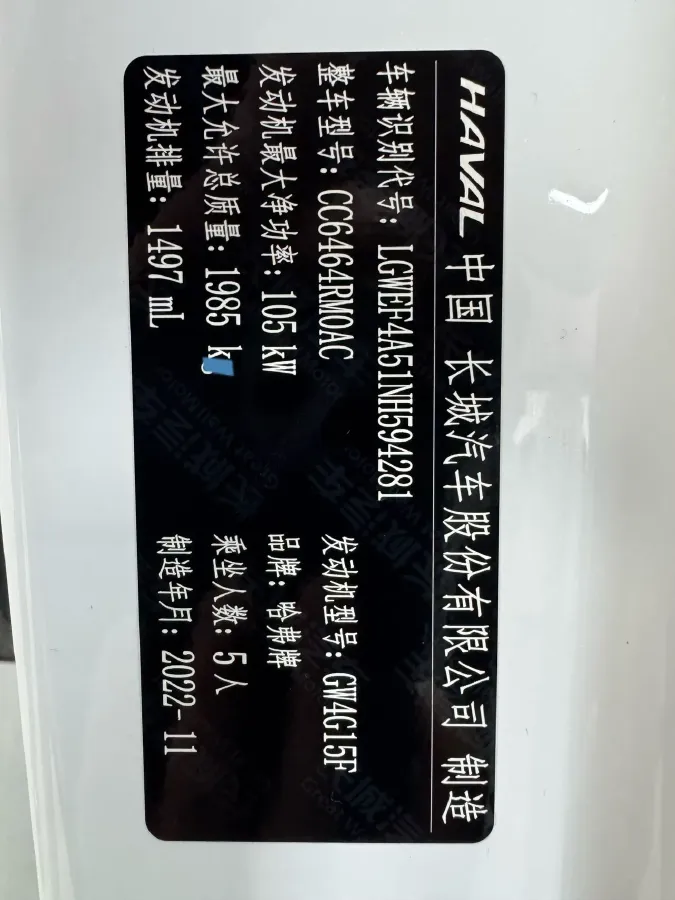 HAVAL 中国 长城汽车股份有限公司 制造
车辆识别代号: LGWEF4A51NH594281
整车型号: CC6464RM0AC 发动机型号: GW4G15F
发动机最大净功率: 105 kW 品牌: 哈弗牌
最大允许总质量: 1985 k 乘坐人数: 5 人
发动机排量: 1497 mL 制造年月: 2022-11